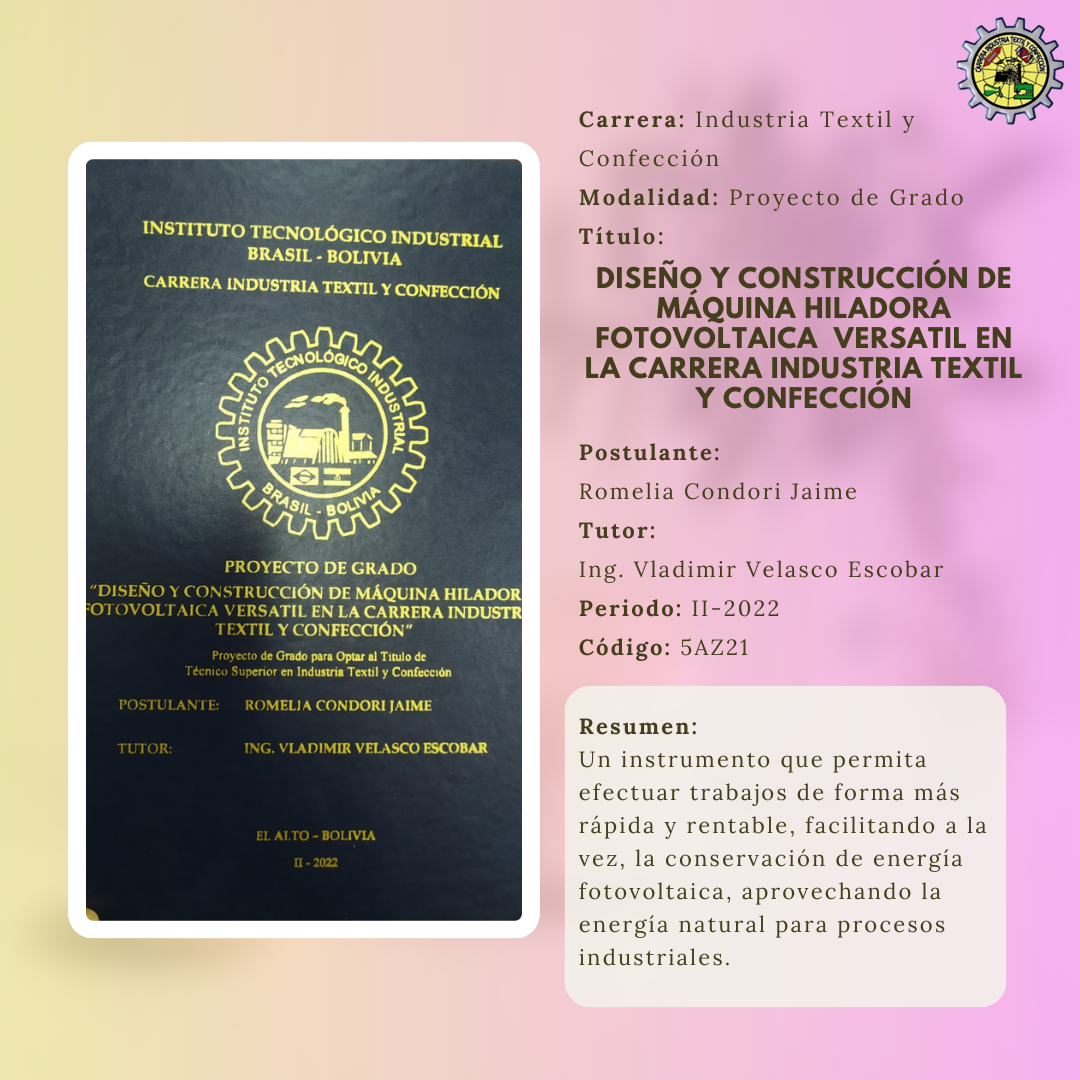 CARRERA INDUSTRIA TEXTIL Y CONFECCIÓN
INSTITUTO TECNOLÓGICO INDUSTRIAL
BRASIL - BOLIVIA
CARRERA INDUSTRIA TEXTIL Y CONFECCIÓN
INSTITUTO TECNOLÓGICO INDUSTRIAL
BRASIL - BOLIVIA
PROYECTO DE GRADO
“DISEÑO Y CONSTRUCCIÓN DE MÁQUINA HILADOR
FOTOVOLTAICA VERSATIL EN LA CARRERA INDUSTR
TEXTIL Y CONFECCIÓN”
Proyecto de Grado para Optar al Titulo de
Técnico Superior en Industria Textil y Confección
POSTULANTE: ROMELIA CONDORI JAIME
TUTOR: ING. VLADIMIR VELASCO ESCOBAR
EL ALTO – BOLIVIA
II - 2022
Carrera: Industria Textil y
Confección
Modalidad: Proyecto de Grado
Título:
DISEÑO Y CONSTRUCCIÓN DE
MÁQUINA HILADORA
FOTOVOLTAICA VERSATIL EN
LA CARRERA INDUSTRIA TEXTIL
Y CONFECCIÓN
Postulante:
Romelia Condori Jaime
Tutor:
Ing. Vladimir Velasco Escobar
Periodo: II-2022
Código: 5AZ21
Resumen:
Un instrumento que permita
efectuar trabajos de forma más
rápida y rentable, facilitando a la
vez, la conservación de energía
fotovoltaica, aprovechando la
energía natural para procesos
industriales.